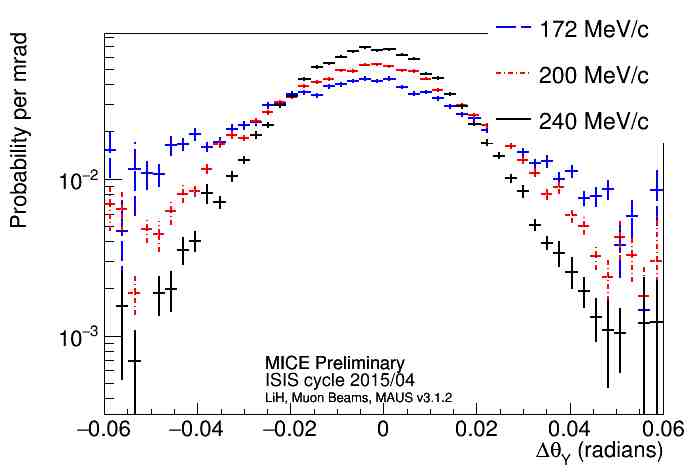 172 MeV/c
200 MeV/c
240 MeV/c
Probability per mrad
10⁻²
10⁻³
MICE Preliminary
ISIS cycle 2015/04
LiH, Muon Beams, MAUS v3.1.2
−0.06 −0.04 −0.02 0 0.02 0.04 0.06
Δθ_Y (radians)